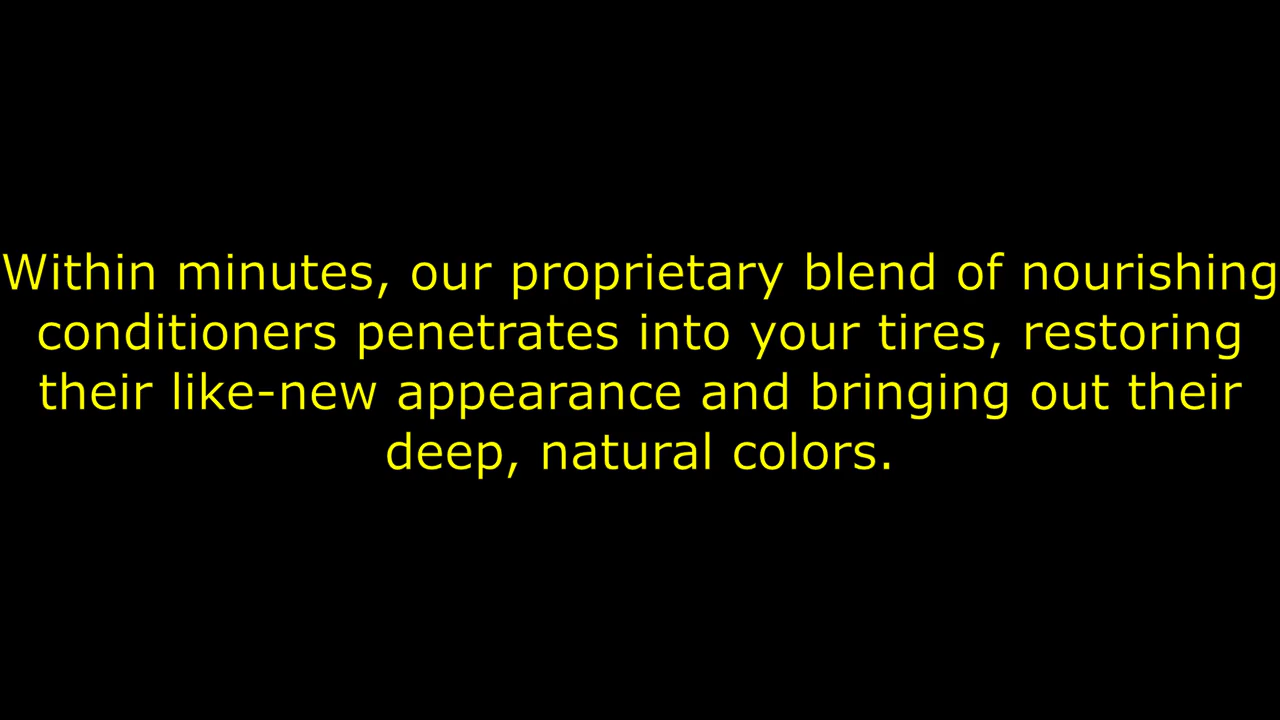 Within minutes, our proprietary blend of nourishing
conditioners penetrates into your tires, restoring
their like-new appearance and bringing out their
deep, natural colors.